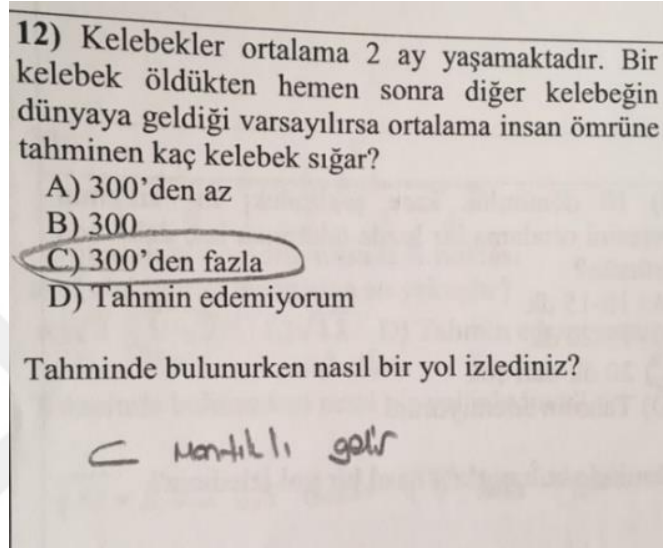 12) Kelebekler ortalama 2 ay yaşamaktadır. Bir
kelebek öldükten hemen sonra diğer kelebeğin
dünyaya geldiği varsayılırsa ortalama insan ömrüne
tahminen kaç kelebek sığar?
A) 300’den az
B) 300
C) 300’den fazla
D) Tahmin edemiyorum
Tahminde bulunurken nasıl bir yol izlediniz?
C Mantıklı gelir